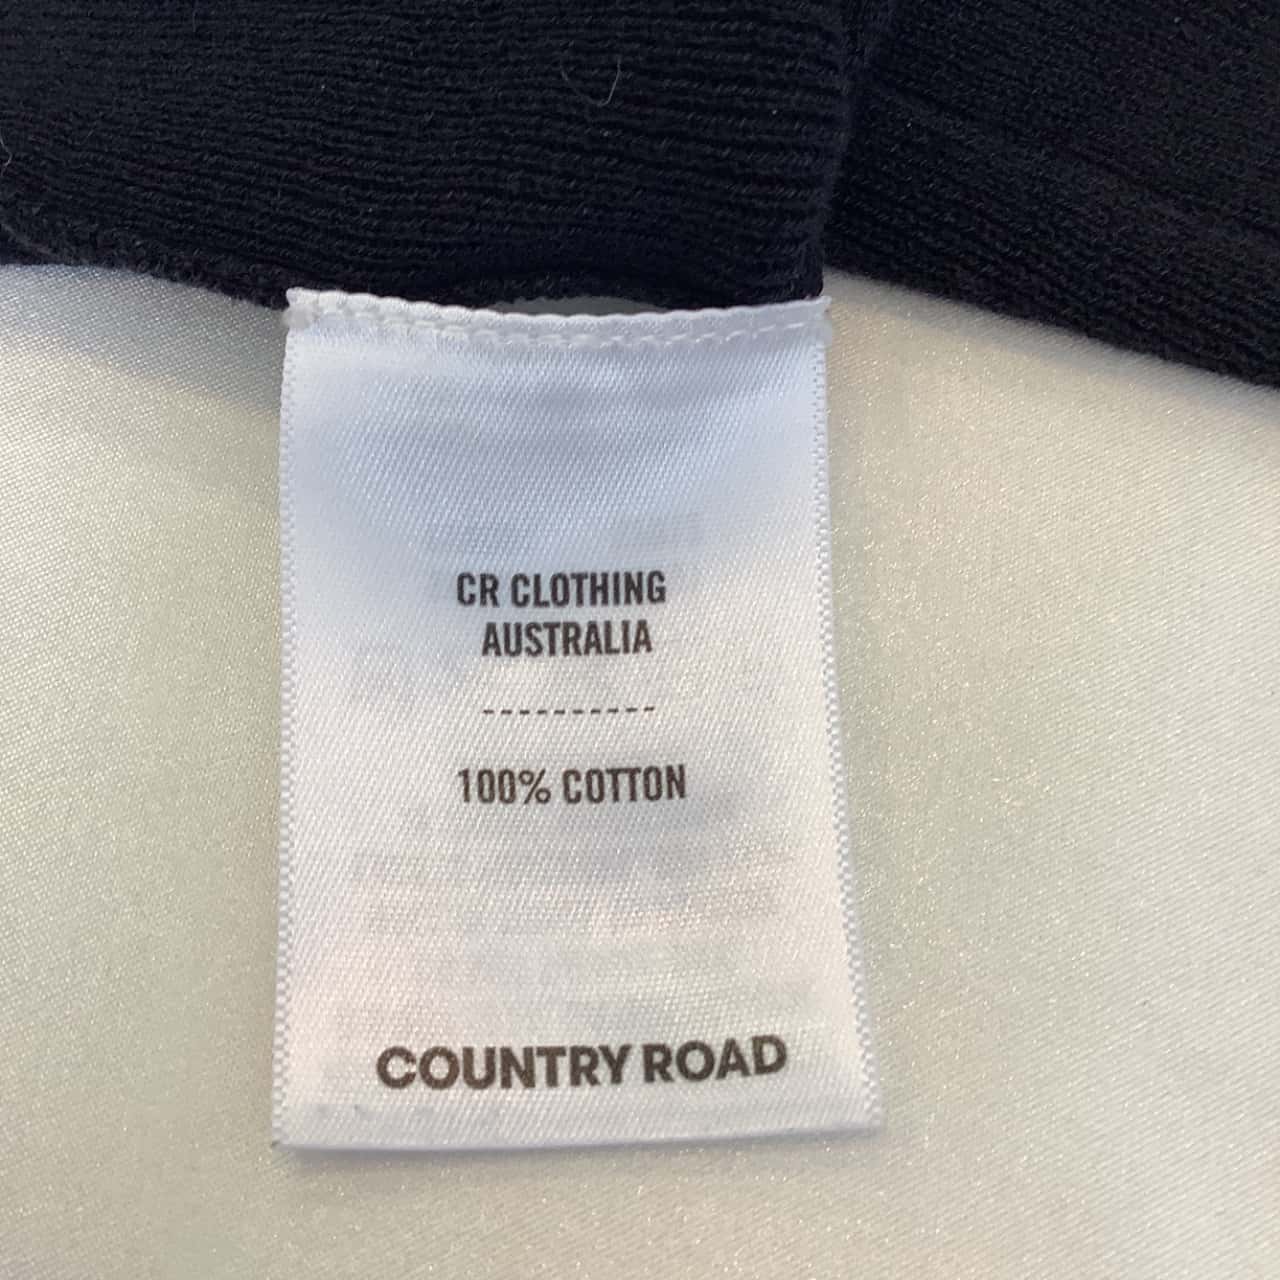 CR CLOTHING
AUSTRALIA
----------
100% COTTON
COUNTRY ROAD